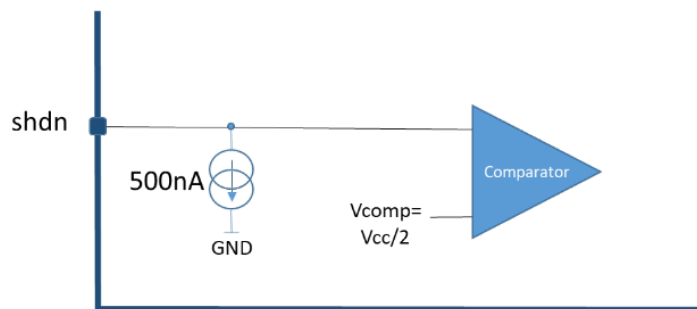 shdn
500nA
GND
Comparator
Vcomp=
Vcc/2